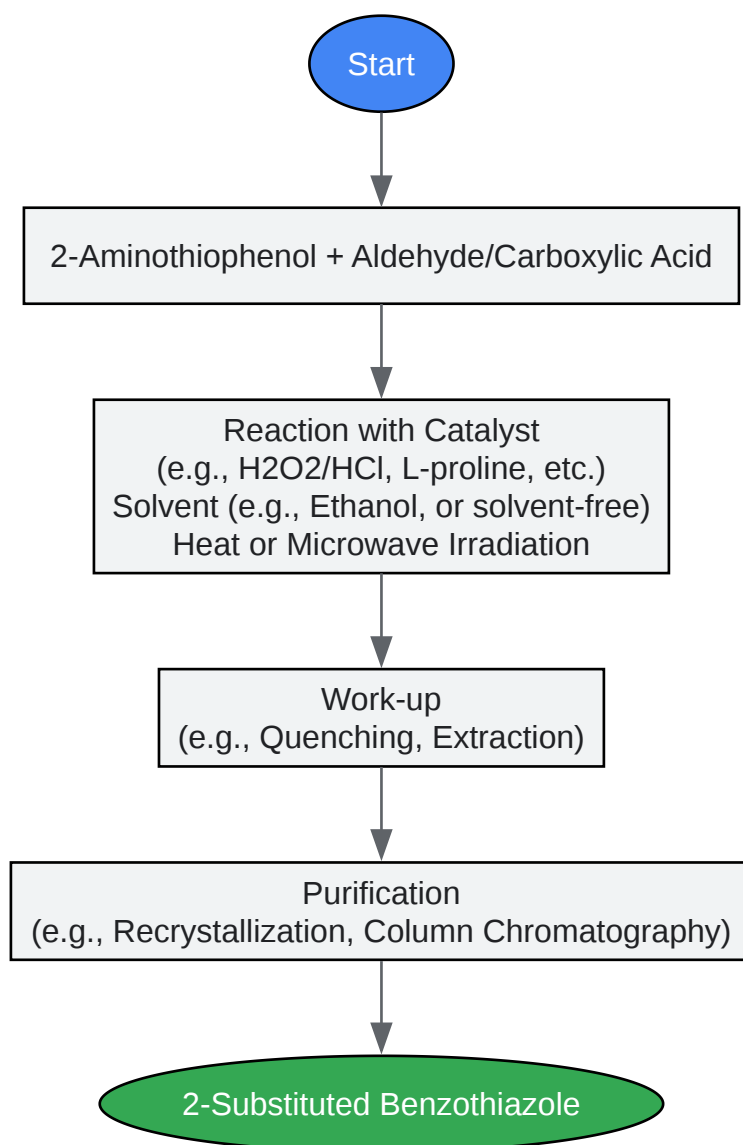 Start
2-Aminothiophenol + Aldehyde/Carboxylic Acid
Reaction with Catalyst
(e.g., H2O2/HCl, L-proline, etc.)
Solvent (e.g., Ethanol, or solvent-free)
Heat or Microwave Irradiation
Work-up
(e.g., Quenching, Extraction)
Purification
(e.g., Recrystallization, Column Chromatography)
2-Substituted Benzothiazole